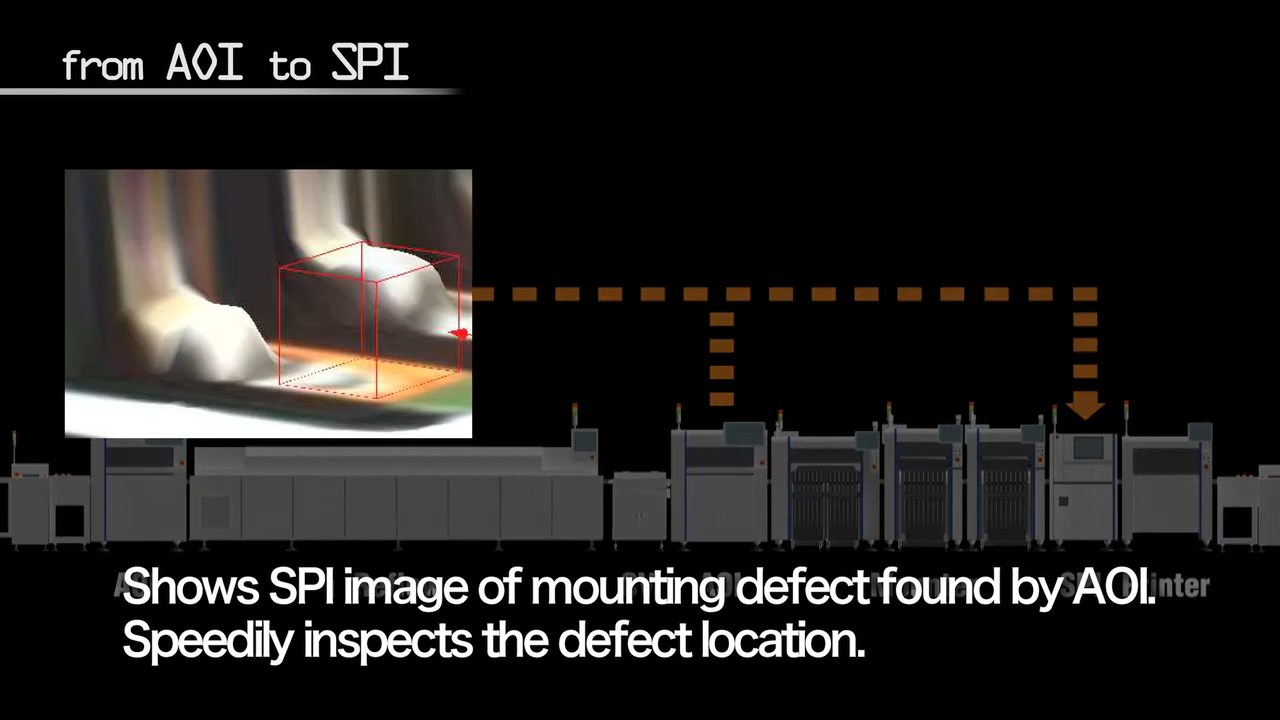 from AOI to SPI
Shows SPI image of mounting defect found by AOI.
Speedily inspects the defect location.